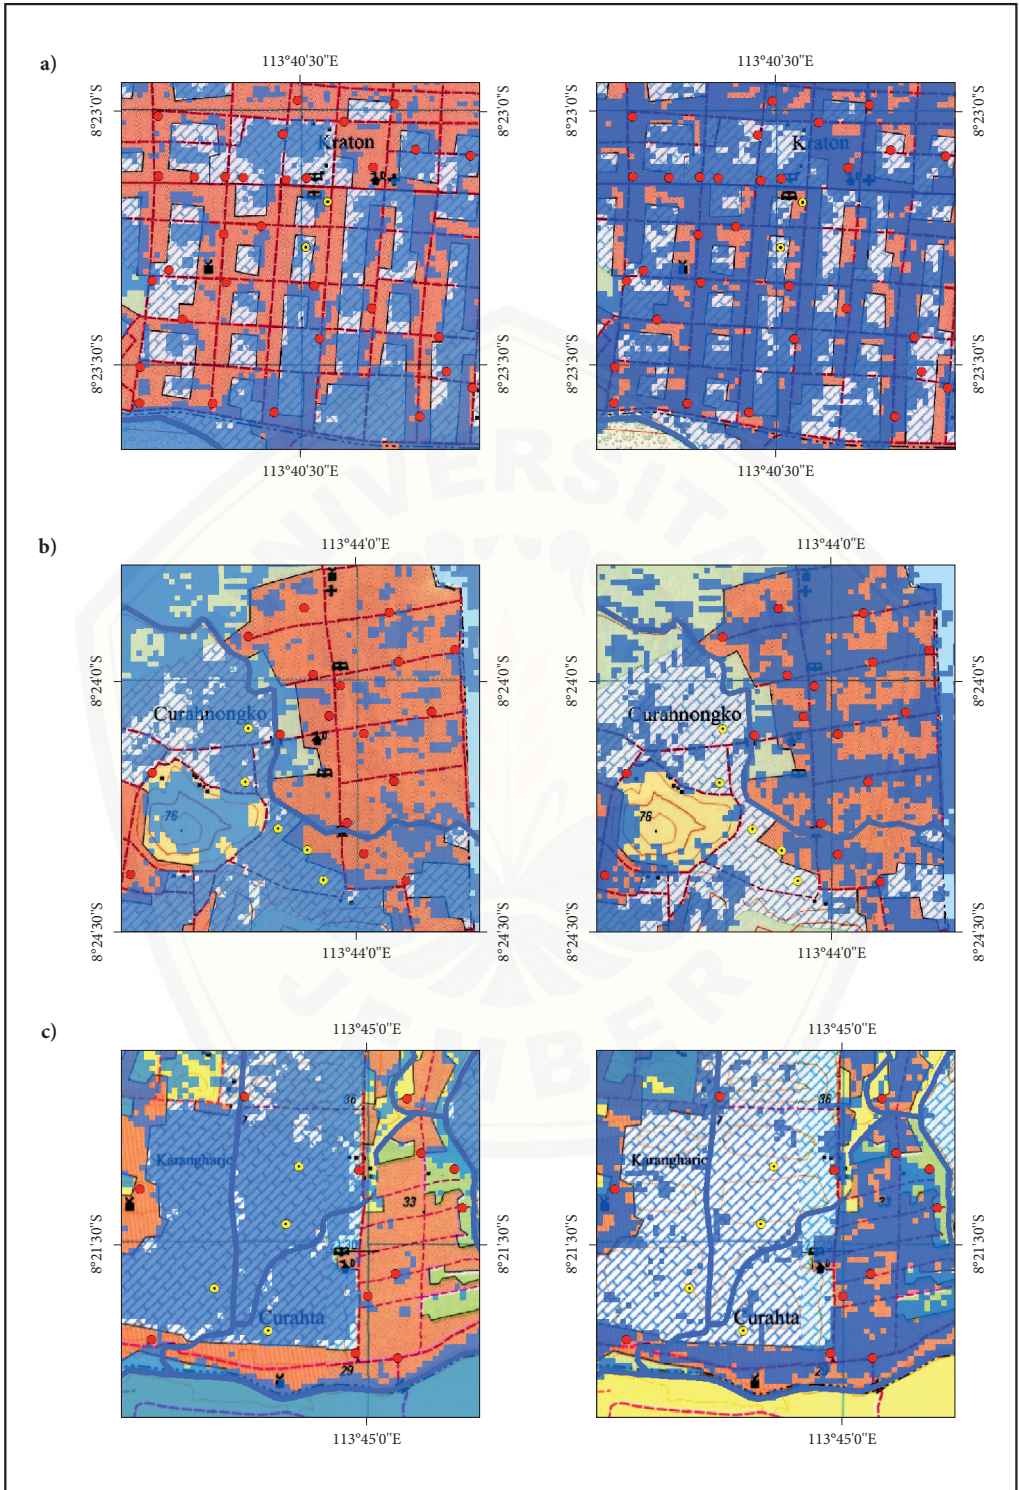 a)
113°40'30"E 113°40'30"E
8°23'0"S 8°23'0"S 8°23'0"S 8°23'0"S
Kraton Kraton
8°23'30"S 8°23'30"S 8°23'30"S 8°23'30"S
113°40'30"E 113°40'30"E
UNIVERSITAS
b)
113°44'0"E 113°44'0"E
8°24'0"S 8°24'0"S 8°24'0"S 8°24'0"S
Curahnongko Curahnongko
76 76
8°24'30"S 8°24'30"S 8°24'30"S 8°24'30"S
113°44'0"E 113°44'0"E
JEMBER
c)
113°45'0"E 113°45'0"E
36 36
Karangharjo Karangharjo
33 33
8°21'30"S 8°21'30"S 8°21'30"S 8°21'30"S
Curahta Curahta
29 29
113°45'0"E 113°45'0"E